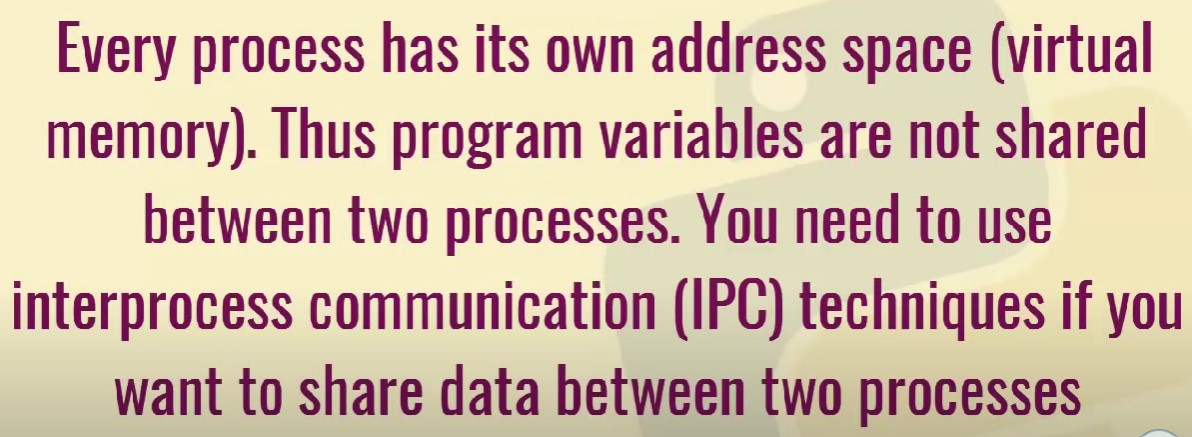 Every process has its own address space (virtual
memory). Thus program variables are not shared
between two processes. You need to use
interprocess communication (IPC) techniques if you
want to share data between two processes